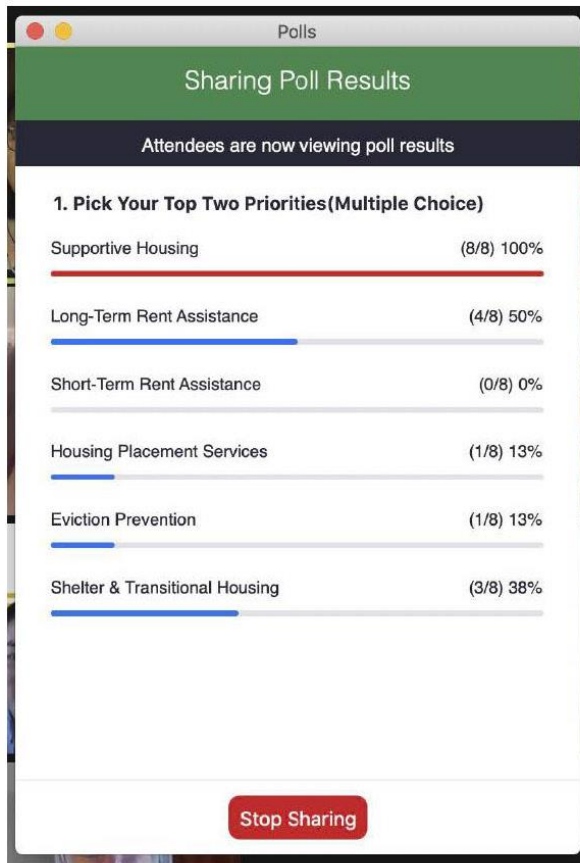 Polls
Sharing Poll Results
Attendees are now viewing poll results
1. Pick Your Top Two Priorities(Multiple Choice)
Supportive Housing (8/8) 100%
Long-Term Rent Assistance (4/8) 50%
Short-Term Rent Assistance (0/8) 0%
Housing Placement Services (1/8) 13%
Eviction Prevention (1/8) 13%
Shelter & Transitional Housing (3/8) 38%
Stop Sharing